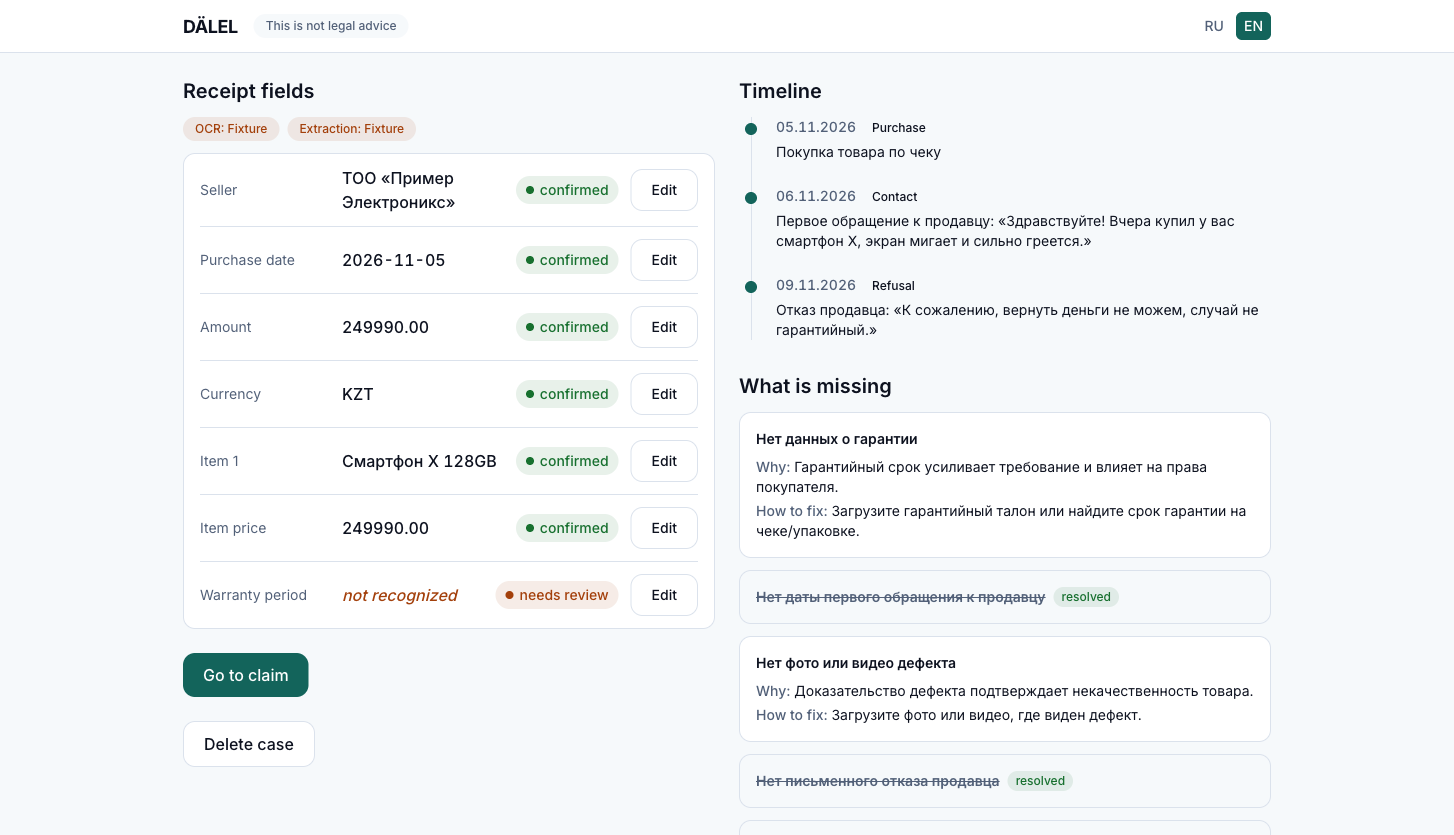 DÄLEL This is not legal advice RU EN
Receipt fields
OCR: Fixture Extraction: Fixture
Seller ТОО «Пример
Электроникс» confirmed Edit
Purchase date 2026-11-05 confirmed Edit
Amount 249990.00 confirmed Edit
Currency KZT confirmed Edit
Item 1 Смартфон X 128GB confirmed Edit
Item price 249990.00 confirmed Edit
Warranty period not recognized needs review Edit
Go to claim
Delete case
Timeline
05.11.2026 Purchase
Покупка товара по чеку
06.11.2026 Contact
Первое обращение к продавцу: «Здравствуйте! Вчера купил у вас
смартфон X, экран мигает и сильно греется.»
09.11.2026 Refusal
Отказ продавца: «К сожалению, вернуть деньги не можем, случай не
гарантийный.»
What is missing
Нет данных о гарантии
Why: Гарантийный срок усиливает требование и влияет на права
покупателя.
How to fix: Загрузите гарантийный талон или найдите срок гарантии на
чеке/упаковке.
Нет даты первого обращения к продавцу resolved
Нет фото или видео дефекта
Why: Доказательство дефекта подтверждает некачественность товара.
How to fix: Загрузите фото или видео, где виден дефект.
Нет письменного отказа продавца resolved